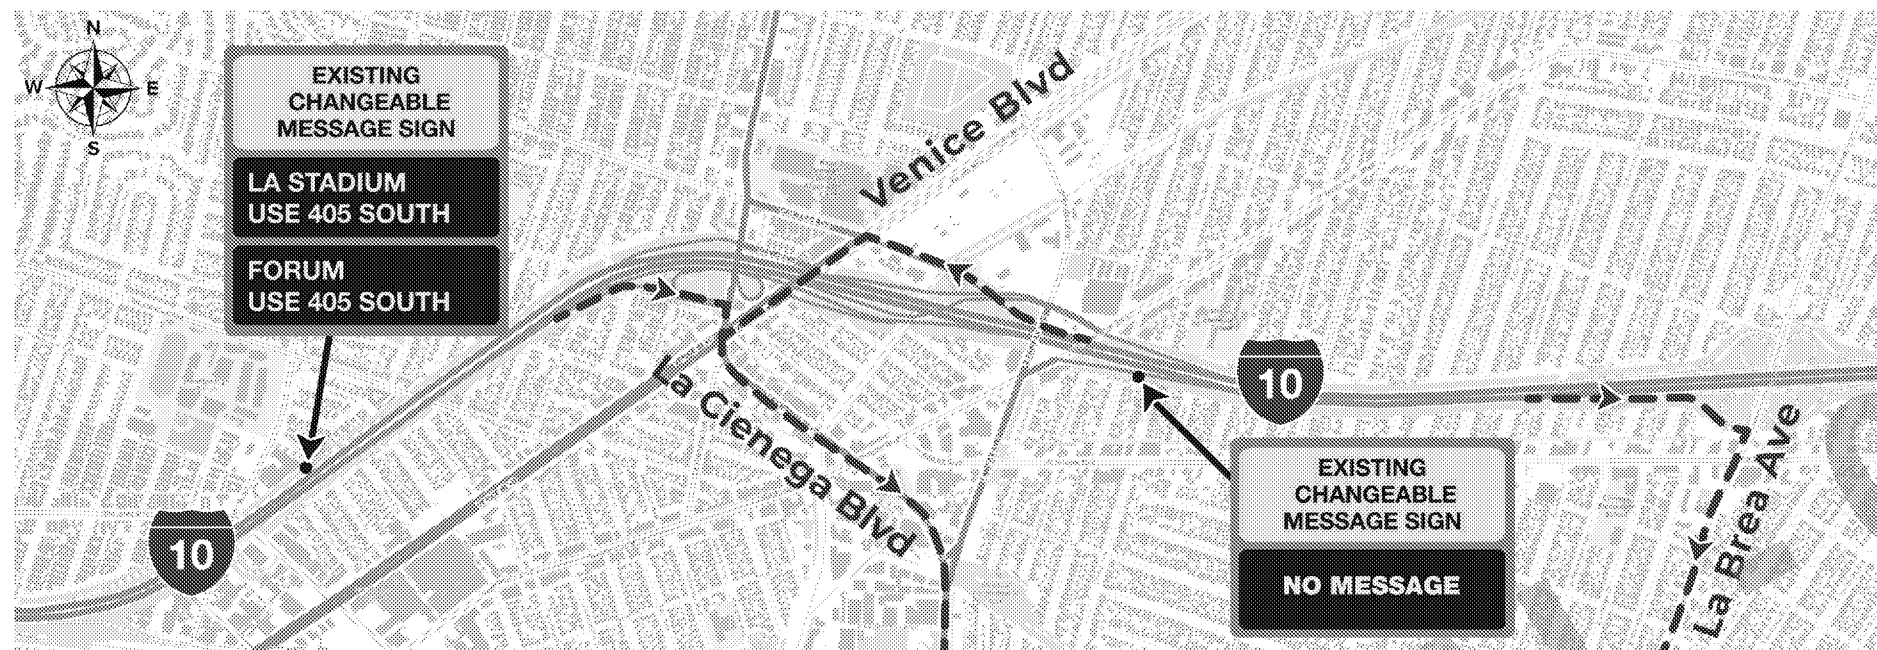 N
W
E
S
EXISTING
CHANGEABLE
MESSAGE SIGN
LA STADIUM
USE 405 SOUTH
FORUM
USE 405 SOUTH
Venice Blvd
La Cienega Blvd
10
10
EXISTING
CHANGEABLE
MESSAGE SIGN
NO MESSAGE
La Brea Ave